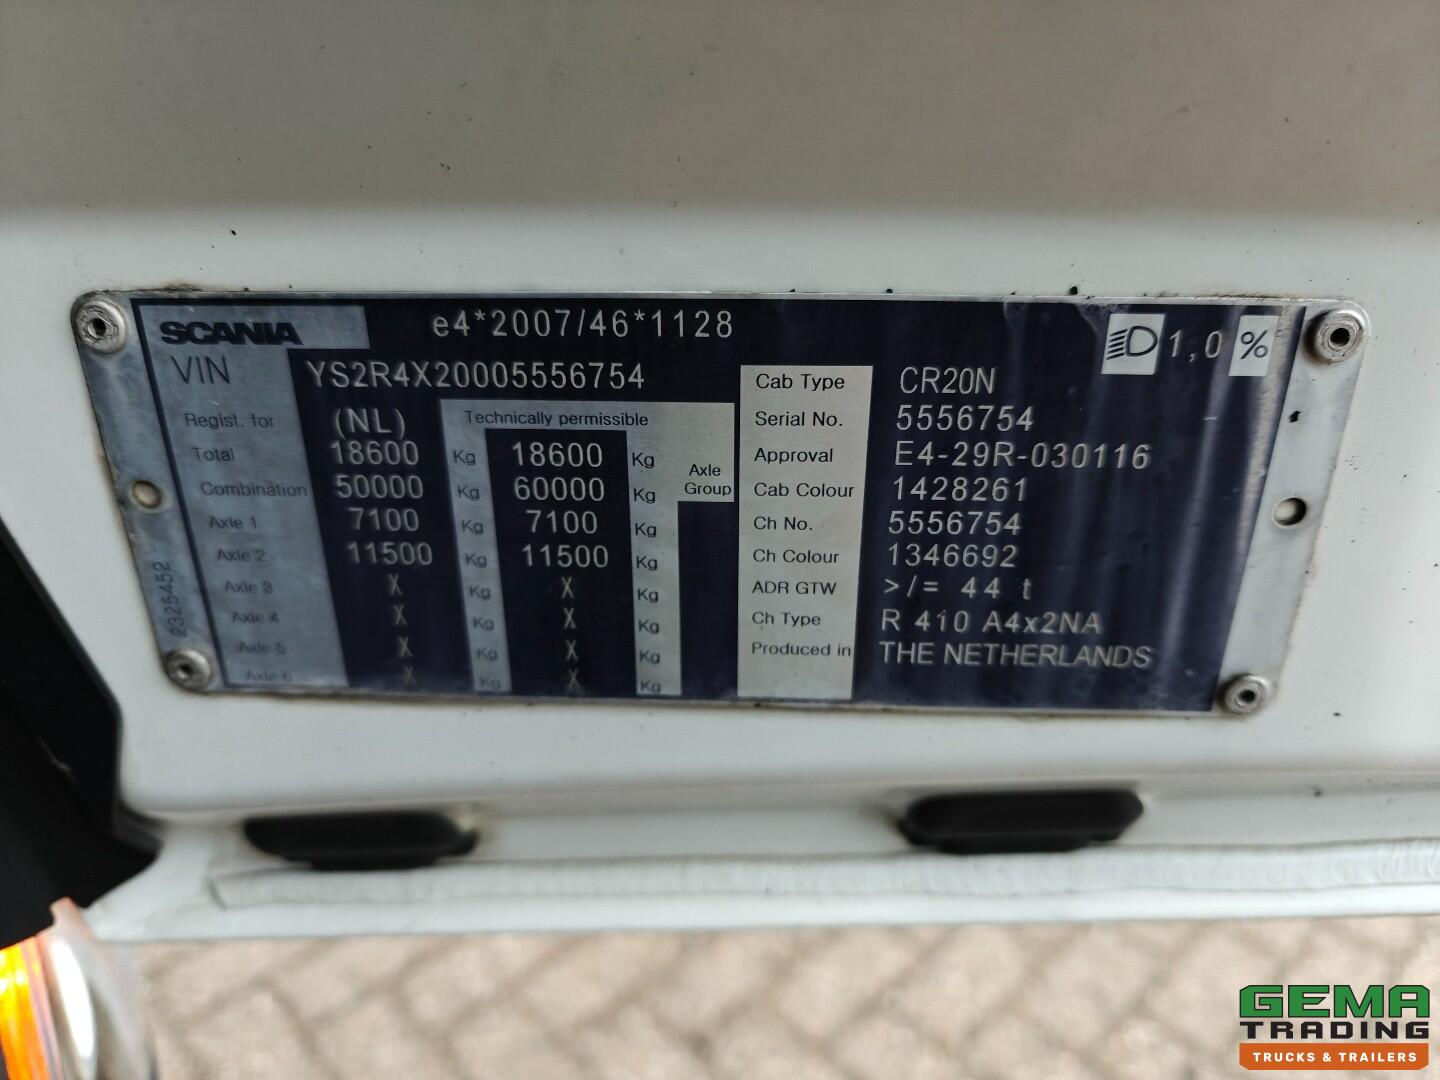 SCANIA e4*2007/46*1128 1,0 %
VIN YS2R4X20005556754
Regist. for (NL) Technically permissible
Total 18600 Kg 18600 Kg Axle Group
Combination 50000 Kg 60000 Kg
Axle 1 7100 Kg 7100 Kg
Axle 2 11500 Kg 11500 Kg
Axle 3 X Kg X Kg
Axle 4 X Kg X Kg
Axle 5 X Kg X Kg
Axle 6 X Kg X Kg
2325452
Cab Type CR20N
Serial No. 5556754
Approval E4-29R-030116
Cab Colour 1428261
Ch No. 5556754
Ch Colour 1346692
ADR GTW >/= 44 t
Ch Type R 410 A4x2NA
Produced in THE NETHERLANDS
GEMA
TRADING
TRUCKS & TRAILERS